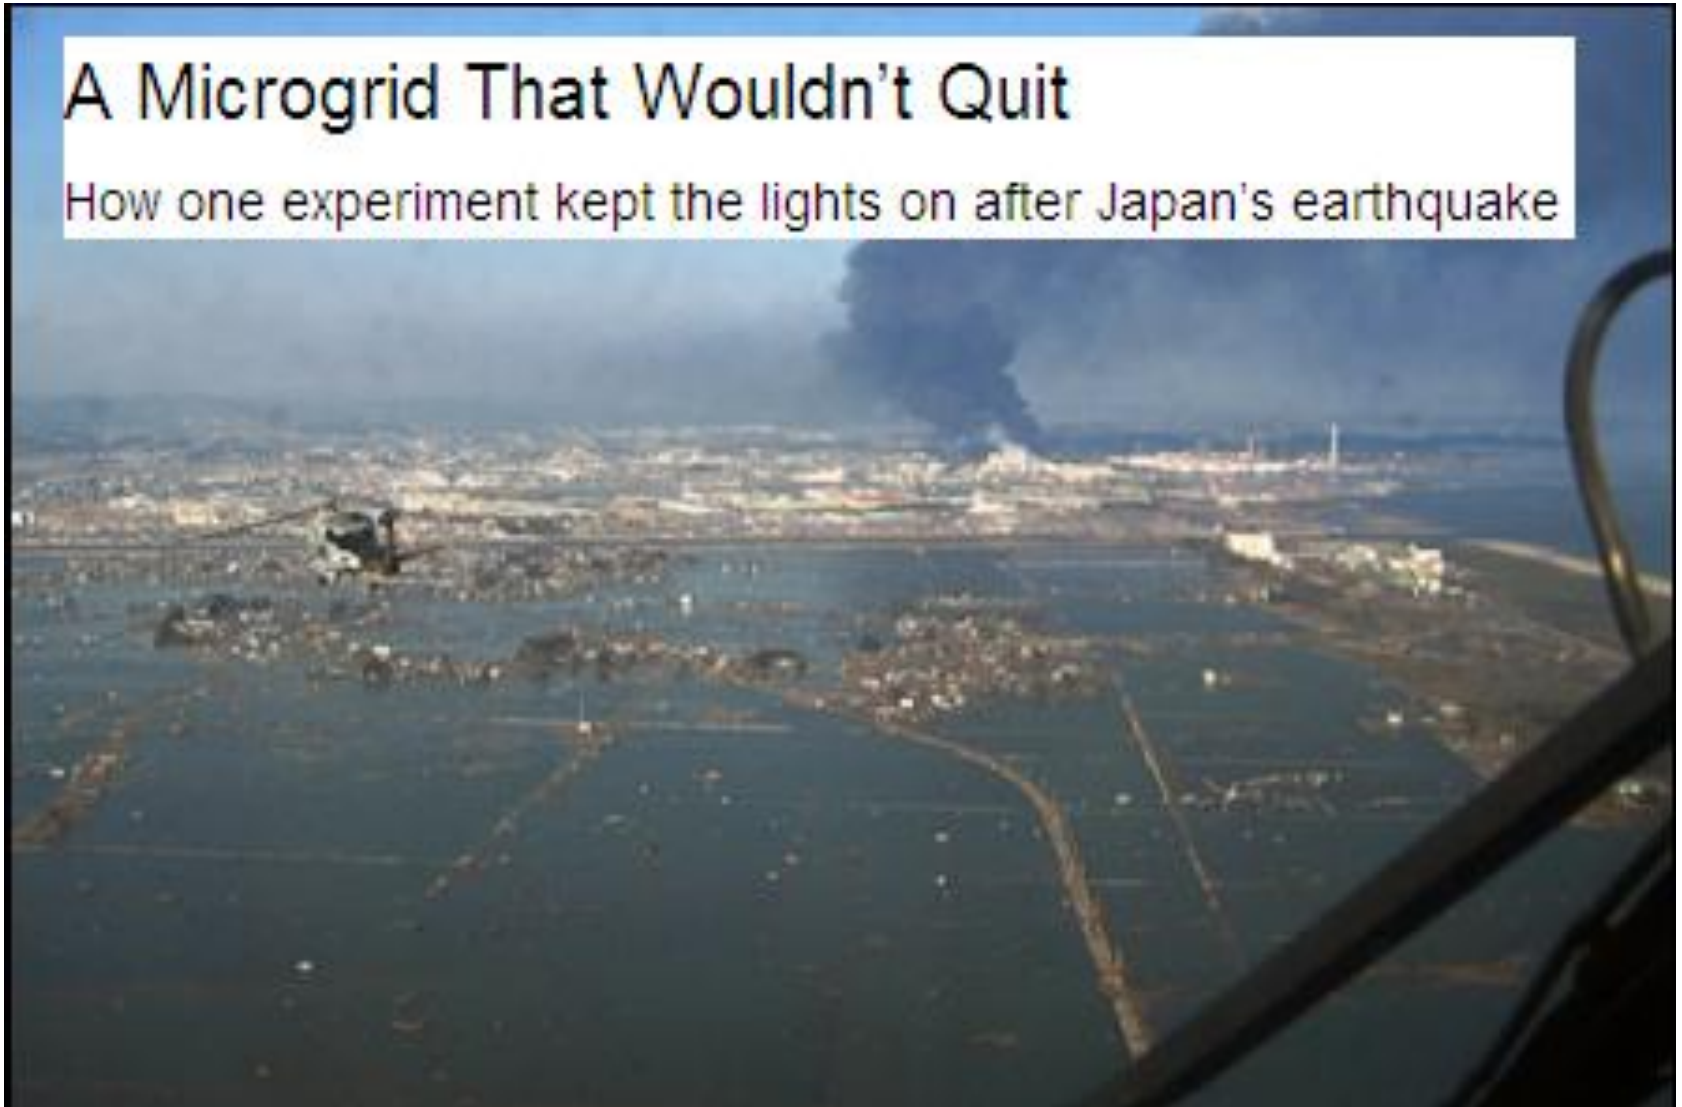 A Microgrid That Wouldn’t Quit
How one experiment kept the lights on after Japan’s earthquake